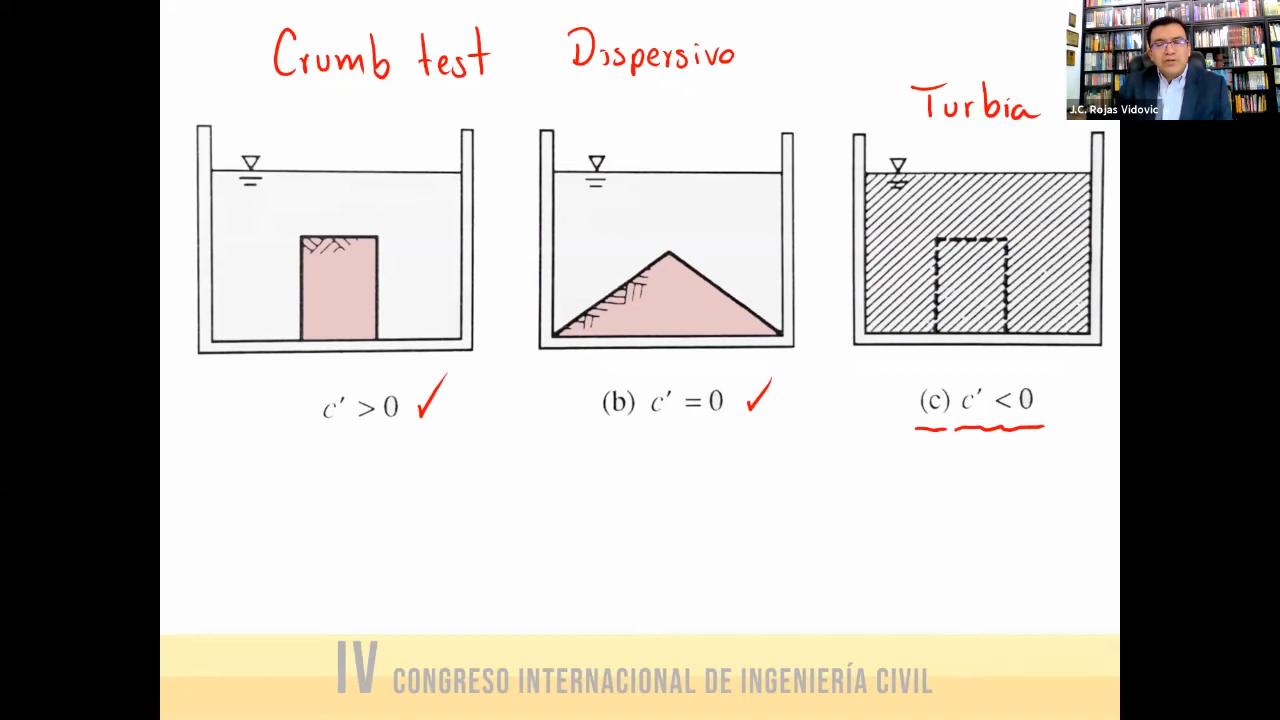 Crumb test Dispersivo
Turbia
J.C. Rojas Vidovic
c′ > 0 ✓
(b) c′ = 0 ✓
(c) c′ < 0
IV CONGRESO INTERNACIONAL DE INGENIERÍA CIVIL